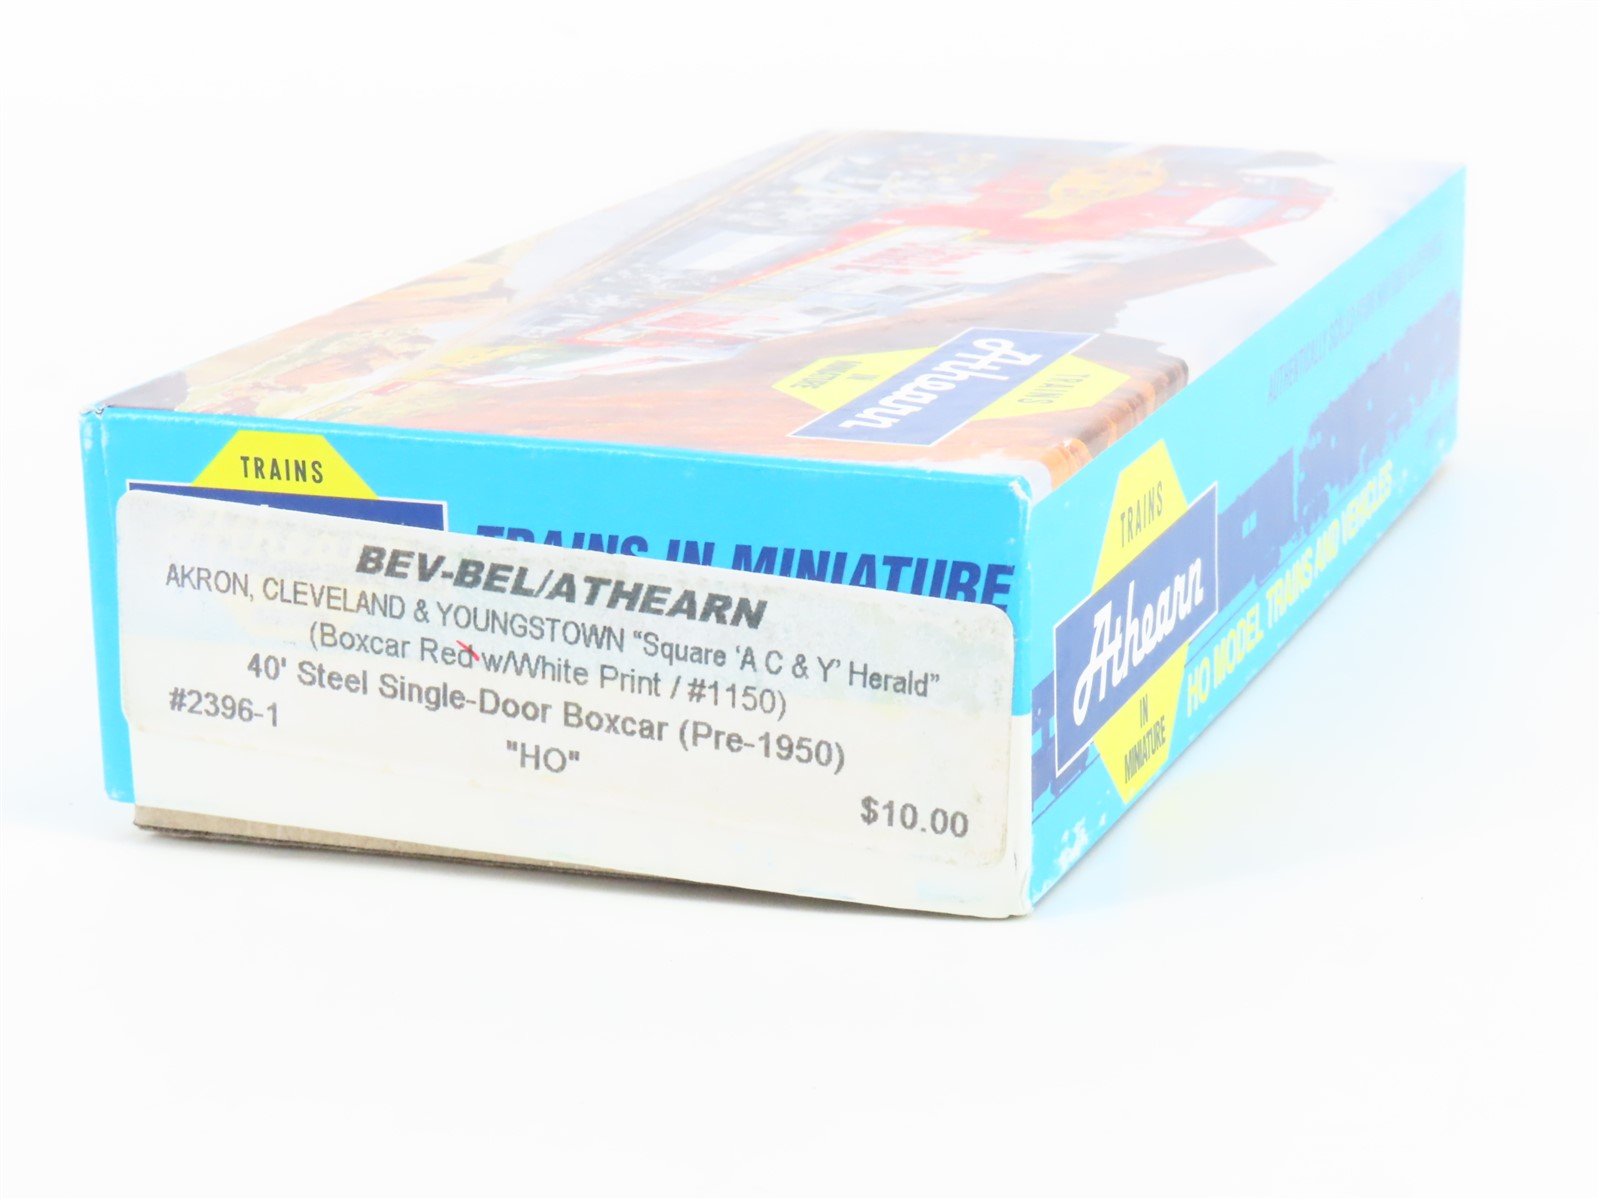 Athearn
TRAINS
IN
MINIATURE
TRAINS
TRAINS IN MINIATURE
BEV-BEL/ATHEARN
AKRON, CLEVELAND & YOUNGSTOWN "Square 'A C & Y' Herald"
(Boxcar Red w/White Print / #1150)
40' Steel Single-Door Boxcar (Pre-1950)
#2396-1
"HO"
$10.00
TRAINS
Athearn
IN
MINIATURE
HO MODEL TRAINS AND VEHICLES